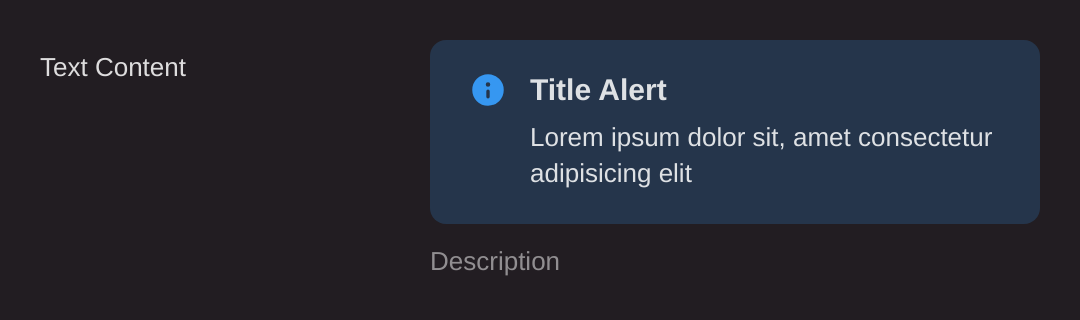 Text Content
Title Alert
Lorem ipsum dolor sit, amet consectetur
adipisicing elit
Description